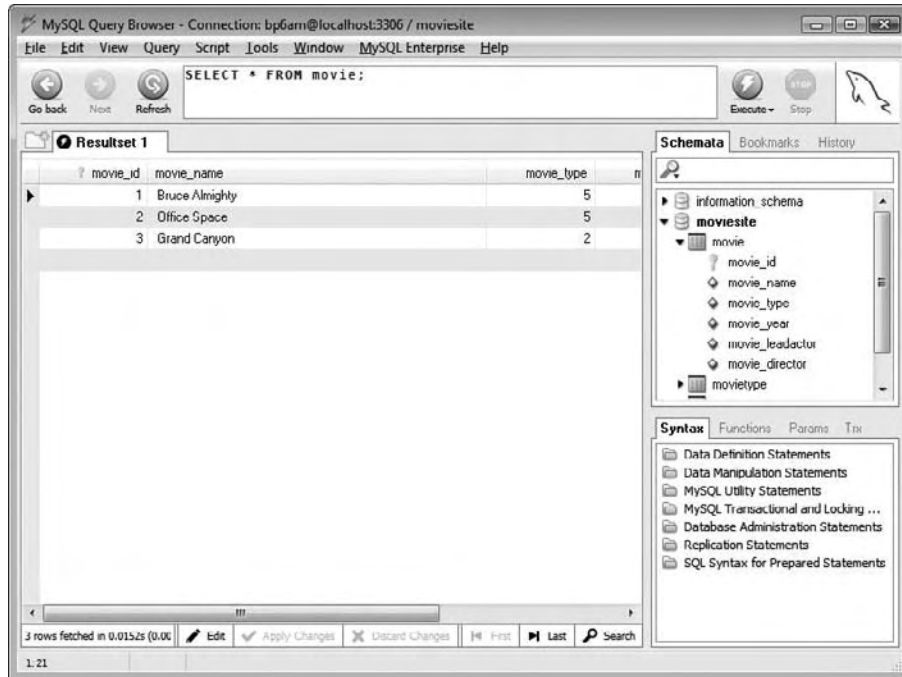 MySQL Query Browser - Connection: bp6am@localhost:3306 / moviesite
File Edit View Query Script Tools Window MySQL Enterprise Help
SELECT * FROM movie;
Go back Next Refresh
Execute Stop
STOP
Resultset 1
movie_id movie_name movie_type
1 Bruce Almighty 5
2 Office Space 5
3 Grand Canyon 2
Schemata Bookmarks History
information_schema
moviesite
movie
movie_id
movie_name
movie_type
movie_year
movie_leadactor
movie_director
movietype
Syntax Functions Params Trx
Data Definition Statements
Data Manipulation Statements
MySQL Utility Statements
MySQL Transactional and Locking ...
Database Administration Statements
Replication Statements
SQL Syntax for Prepared Statements
3 rows fetched in 0.0152s (0.00 Edit Apply Changes Discard Changes First Last Search
1: 21